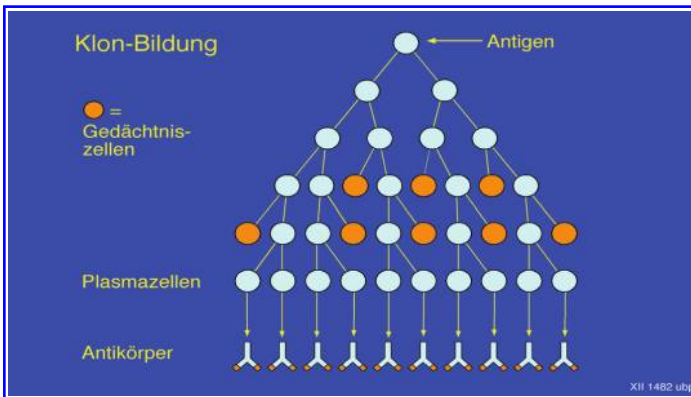 Klon-Bildung
Antigen
=
Gedächtnis-
zellen
Plasmazellen
Antikörper
XII 1482 ubp